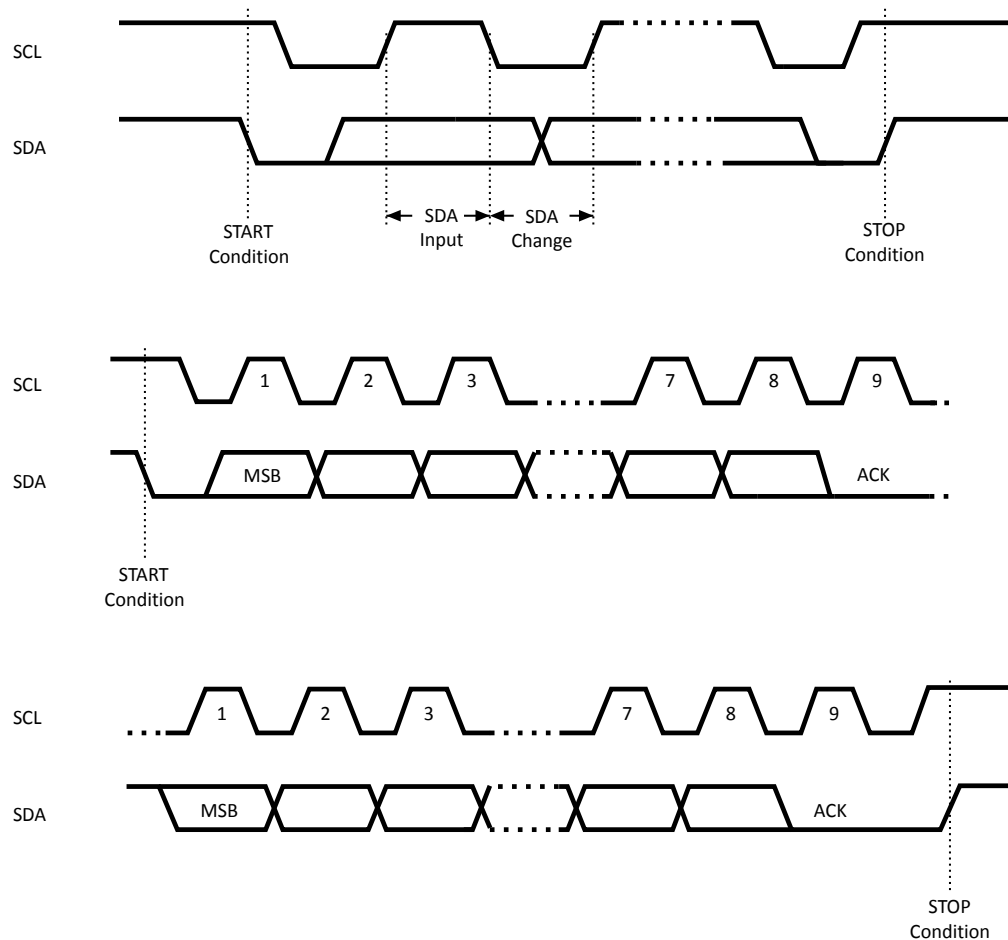 SCL
SDA
START
Condition
SDA
Input
SDA
Change
STOP
Condition
SCL
1
2
3
7
8
9
SDA
MSB
ACK
START
Condition
SCL
1
2
3
7
8
9
SDA
MSB
ACK
STOP
Condition